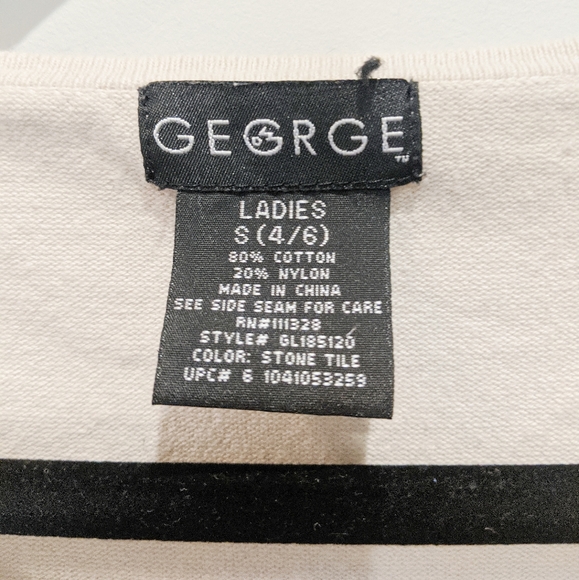 GEORGE
TM
LADIES
S (4/6)
80% COTTON
20% NYLON
MADE IN CHINA
SEE SIDE SEAM FOR CARE
RN#111328
STYLE# GL185120
COLOR: STONE TILE
UPC# 6 1041053259